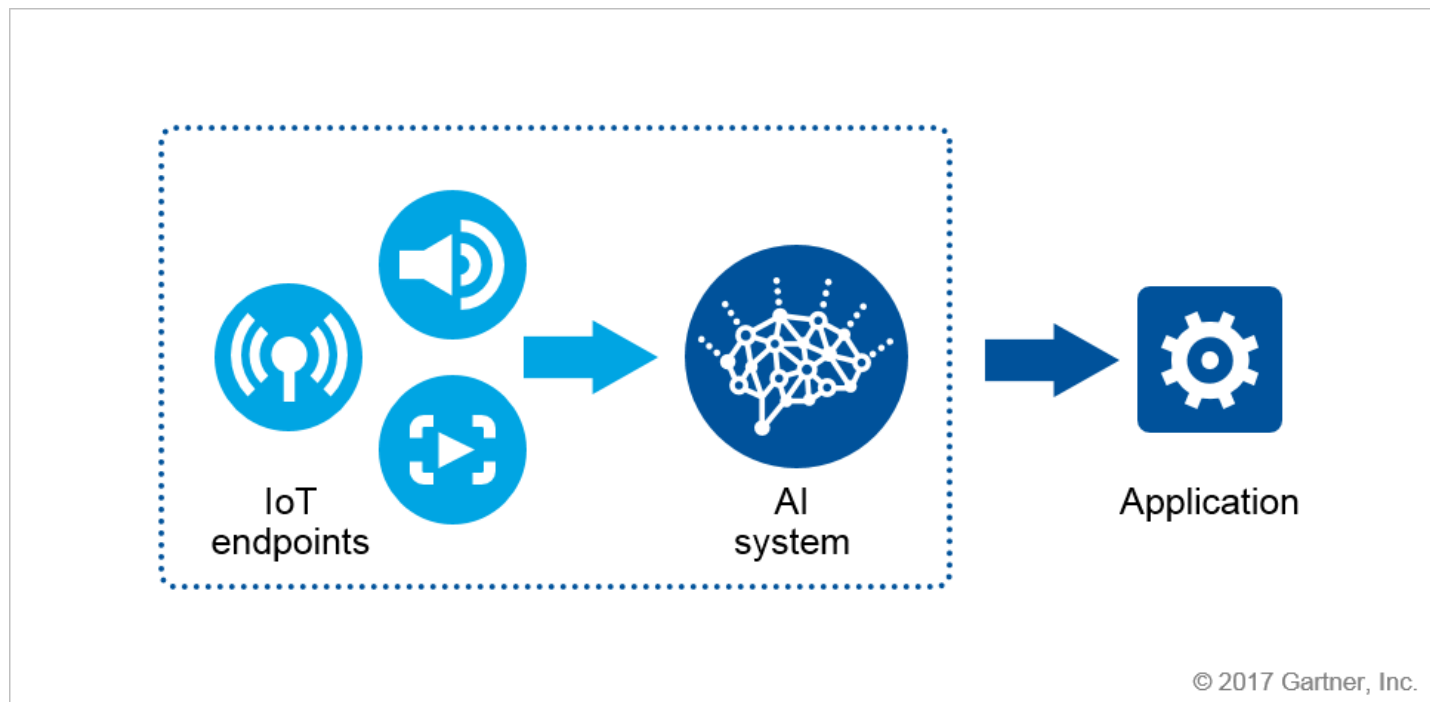 IoT
endpoints
AI
system
Application
© 2017 Gartner, Inc.